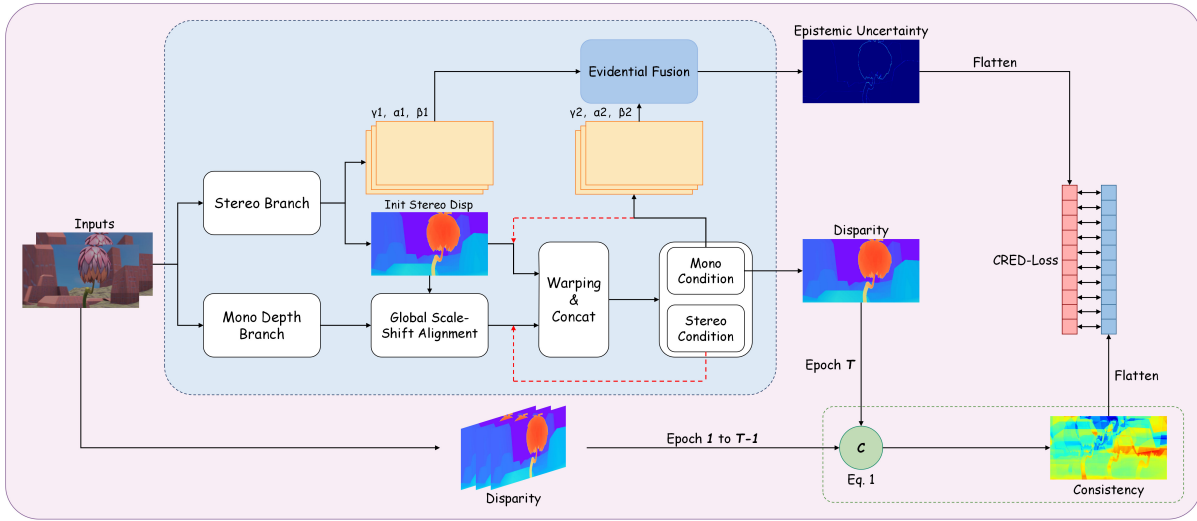 Epistemic Uncertainty
Evidential Fusion
Flatten
γ1, α1, β1
γ2, α2, β2
Stereo Branch
Init Stereo Disp
Inputs
Disparity
Mono
Condition
Warping
&
Concat
CRED-Loss
Mono Depth
Branch
Global Scale-
Shift Alignment
Stereo
Condition
Epoch T
Flatten
Epoch 1 to T-1
C
Eq. 1
Disparity
Consistency